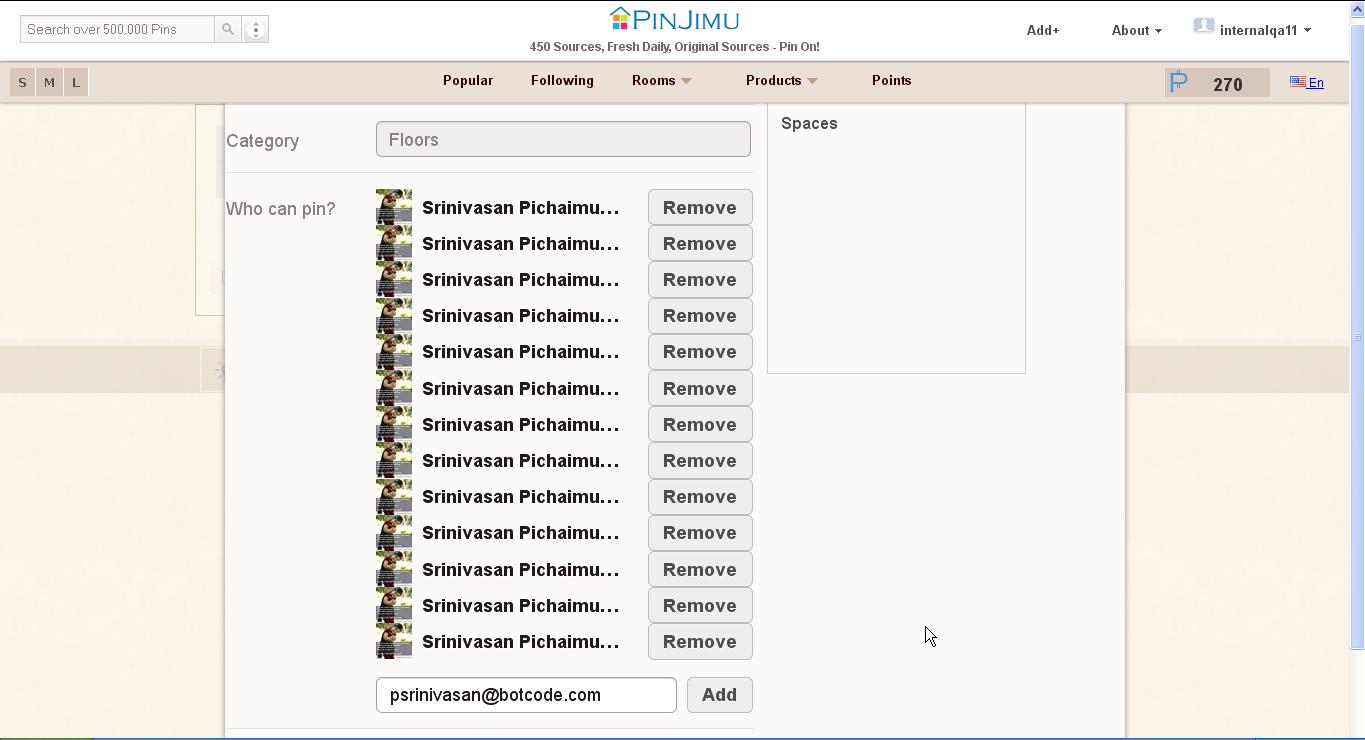 Search over 500,000 Pins
PINJIMU
450 Sources, Fresh Daily, Original Sources - Pin On!
Add+
About
internalqa11
S M L
Popular Following Rooms Products Points
270
En
Category
Floors
Spaces
Who can pin?
Srinivasan Pichaimu... Remove
Srinivasan Pichaimu... Remove
Srinivasan Pichaimu... Remove
Srinivasan Pichaimu... Remove
Srinivasan Pichaimu... Remove
Srinivasan Pichaimu... Remove
Srinivasan Pichaimu... Remove
Srinivasan Pichaimu... Remove
Srinivasan Pichaimu... Remove
Srinivasan Pichaimu... Remove
Srinivasan Pichaimu... Remove
Srinivasan Pichaimu... Remove
Srinivasan Pichaimu... Remove
psrinivasan@botcode.com Add